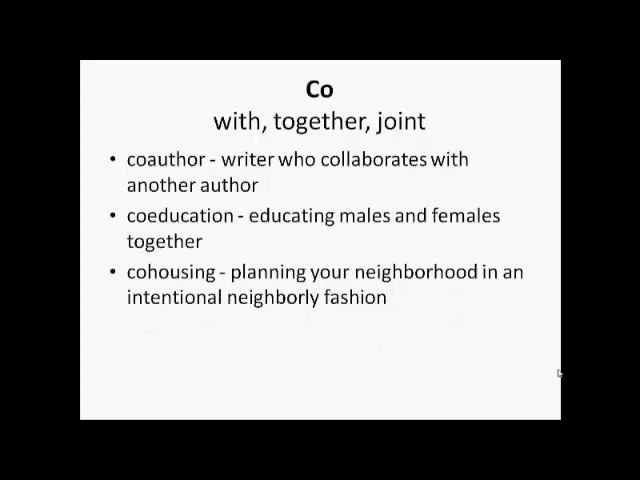 Co
with, together, joint
• coauthor - writer who collaborates with
another author
• coeducation - educating males and females
together
• cohousing - planning your neighborhood in an
intentional neighborly fashion